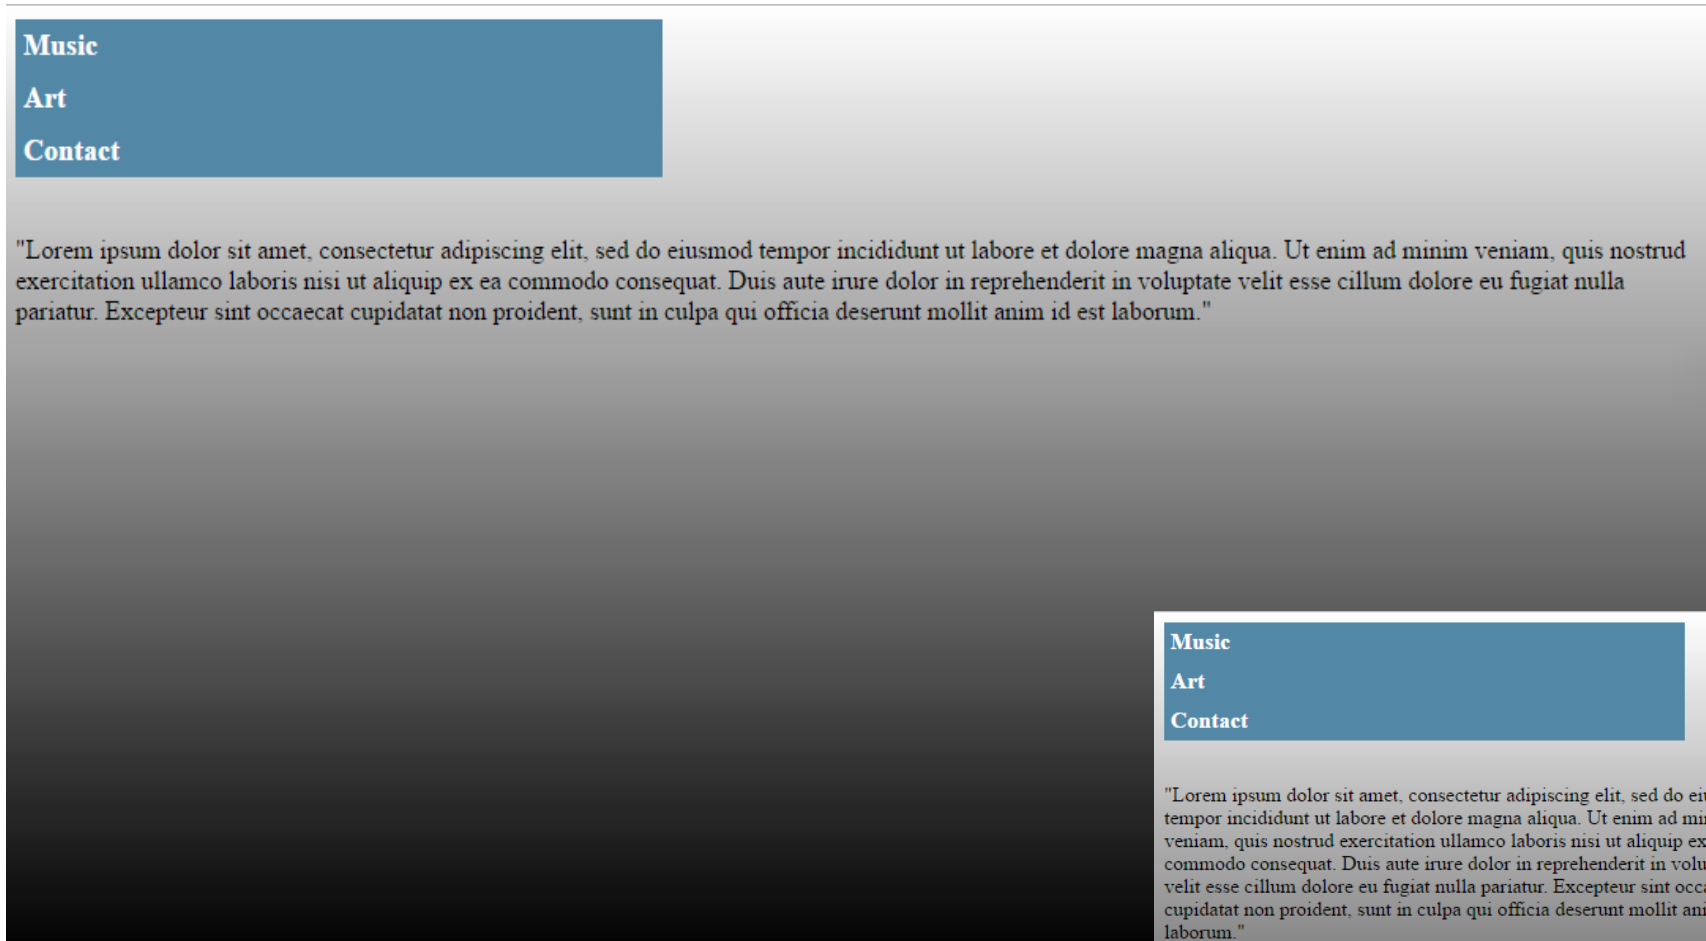 Music
Art
Contact
"Lorem ipsum dolor sit amet, consectetur adipiscing elit, sed do eiusmod tempor incididunt ut labore et dolore magna aliqua. Ut enim ad minim veniam, quis nostrud
exercitation ullamco laboris nisi ut aliquip ex ea commodo consequat. Duis aute irure dolor in reprehenderit in voluptate velit esse cillum dolore eu fugiat nulla
pariatur. Excepteur sint occaecat cupidatat non proident, sunt in culpa qui officia deserunt mollit anim id est laborum."
Music
Art
Contact
"Lorem ipsum dolor sit amet, consectetur adipiscing elit, sed do
tempor incididunt ut labore et dolore magna aliqua. Ut enim ad
veniam, quis nostrud exercitation ullamco laboris nisi ut aliquip ex
commodo consequat. Duis aute irure dolor in reprehenderit in
velit esse cillum dolore eu fugiat nulla pariatur. Excepteur sint
cupidatat non proident, sunt in culpa qui officia deserunt mollit
laborum."